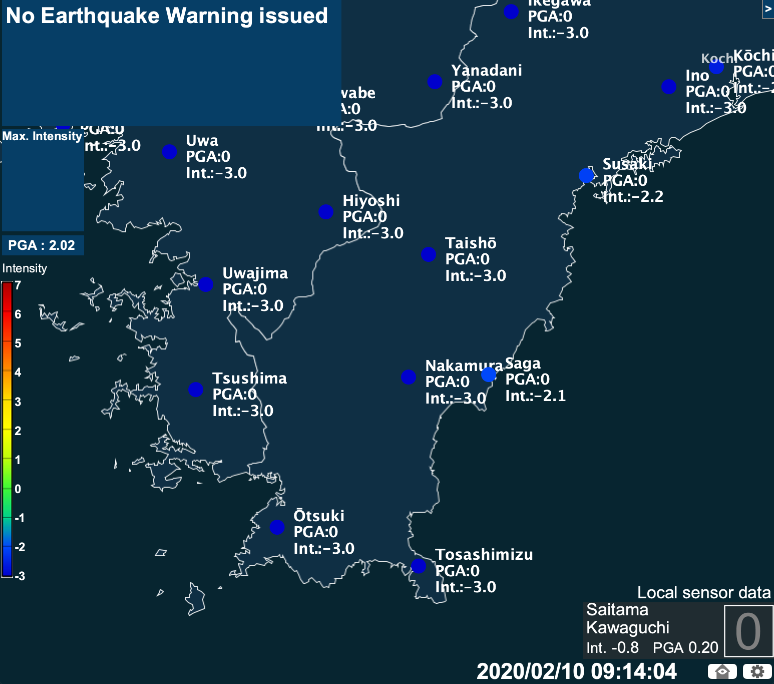 No Earthquake Warning issued
Ikegawa
PGA:0
Int.:-3.0
Yanadani
PGA:0
Int.:-3.0
Kochi
Kōchi
PGA:0
Int.:-2
Ino
PGA:0
Int.:-3.0
wabe
A:0
Int.:-3.0
PGA:0
Int.:-3.0
Max. Intensity
Uwa
PGA:0
Int.:-3.0
Susaki
PGA:0
Int.:-2.2
Hiyoshi
PGA:0
Int.:-3.0
PGA : 2.02
Taishō
PGA:0
Int.:-3.0
Intensity
Uwajima
PGA:0
Int.:-3.0
7
6
5
4
3
2
1
0
-1
-2
-3
Nakamura
PGA:0
Int.:-3.0
Saga
PGA:0
Int.:-2.1
Tsushima
PGA:0
Int.:-3.0
Ōtsuki
PGA:0
Int.:-3.0
Tosashimizu
PGA:0
Int.:-3.0
Local sensor data
Saitama
Kawaguchi
Int. -0.8 PGA 0.20
0
2020/02/10 09:14:04
>